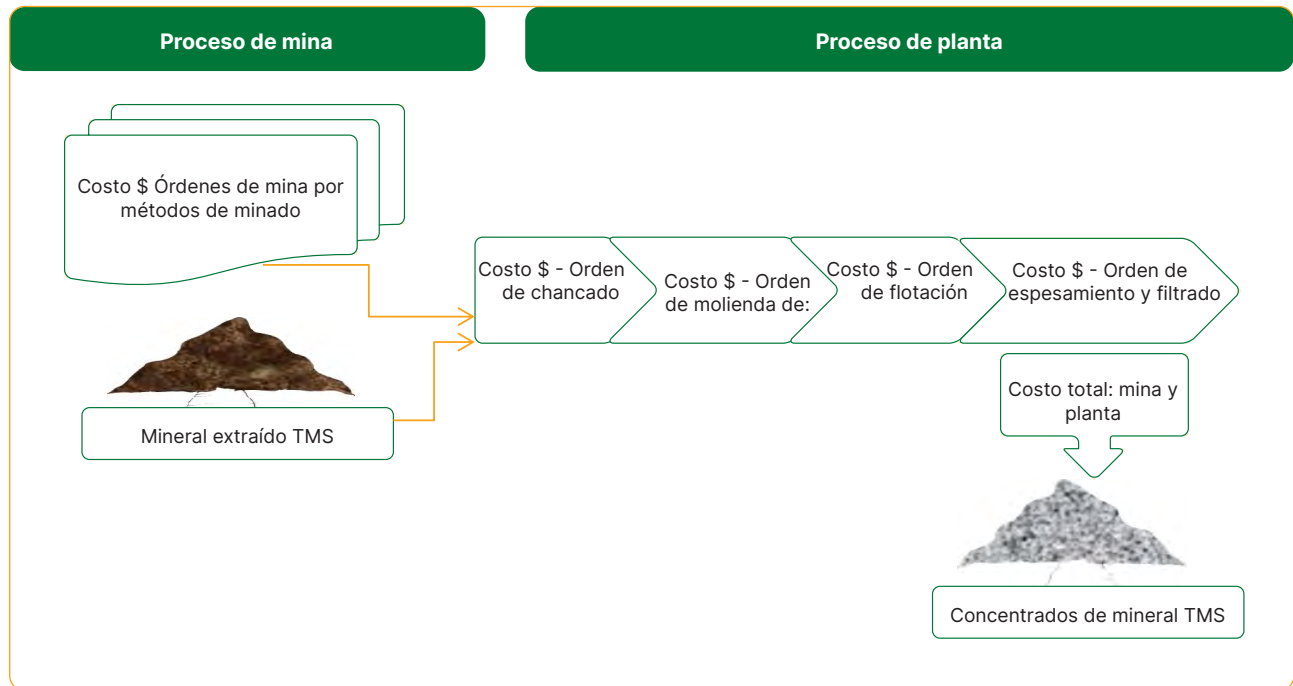 Proceso de mina
Proceso de planta
Costo $ Órdenes de mina por
métodos de minado
Mineral extraído TMS
Costo $ - Orden
de chancado
Costo $ - Orden
de molienda de:
Costo $ - Orden
de flotación
Costo $ - Orden de
espesamiento y filtrado
Costo total: mina y
planta
Concentrados de mineral TMS